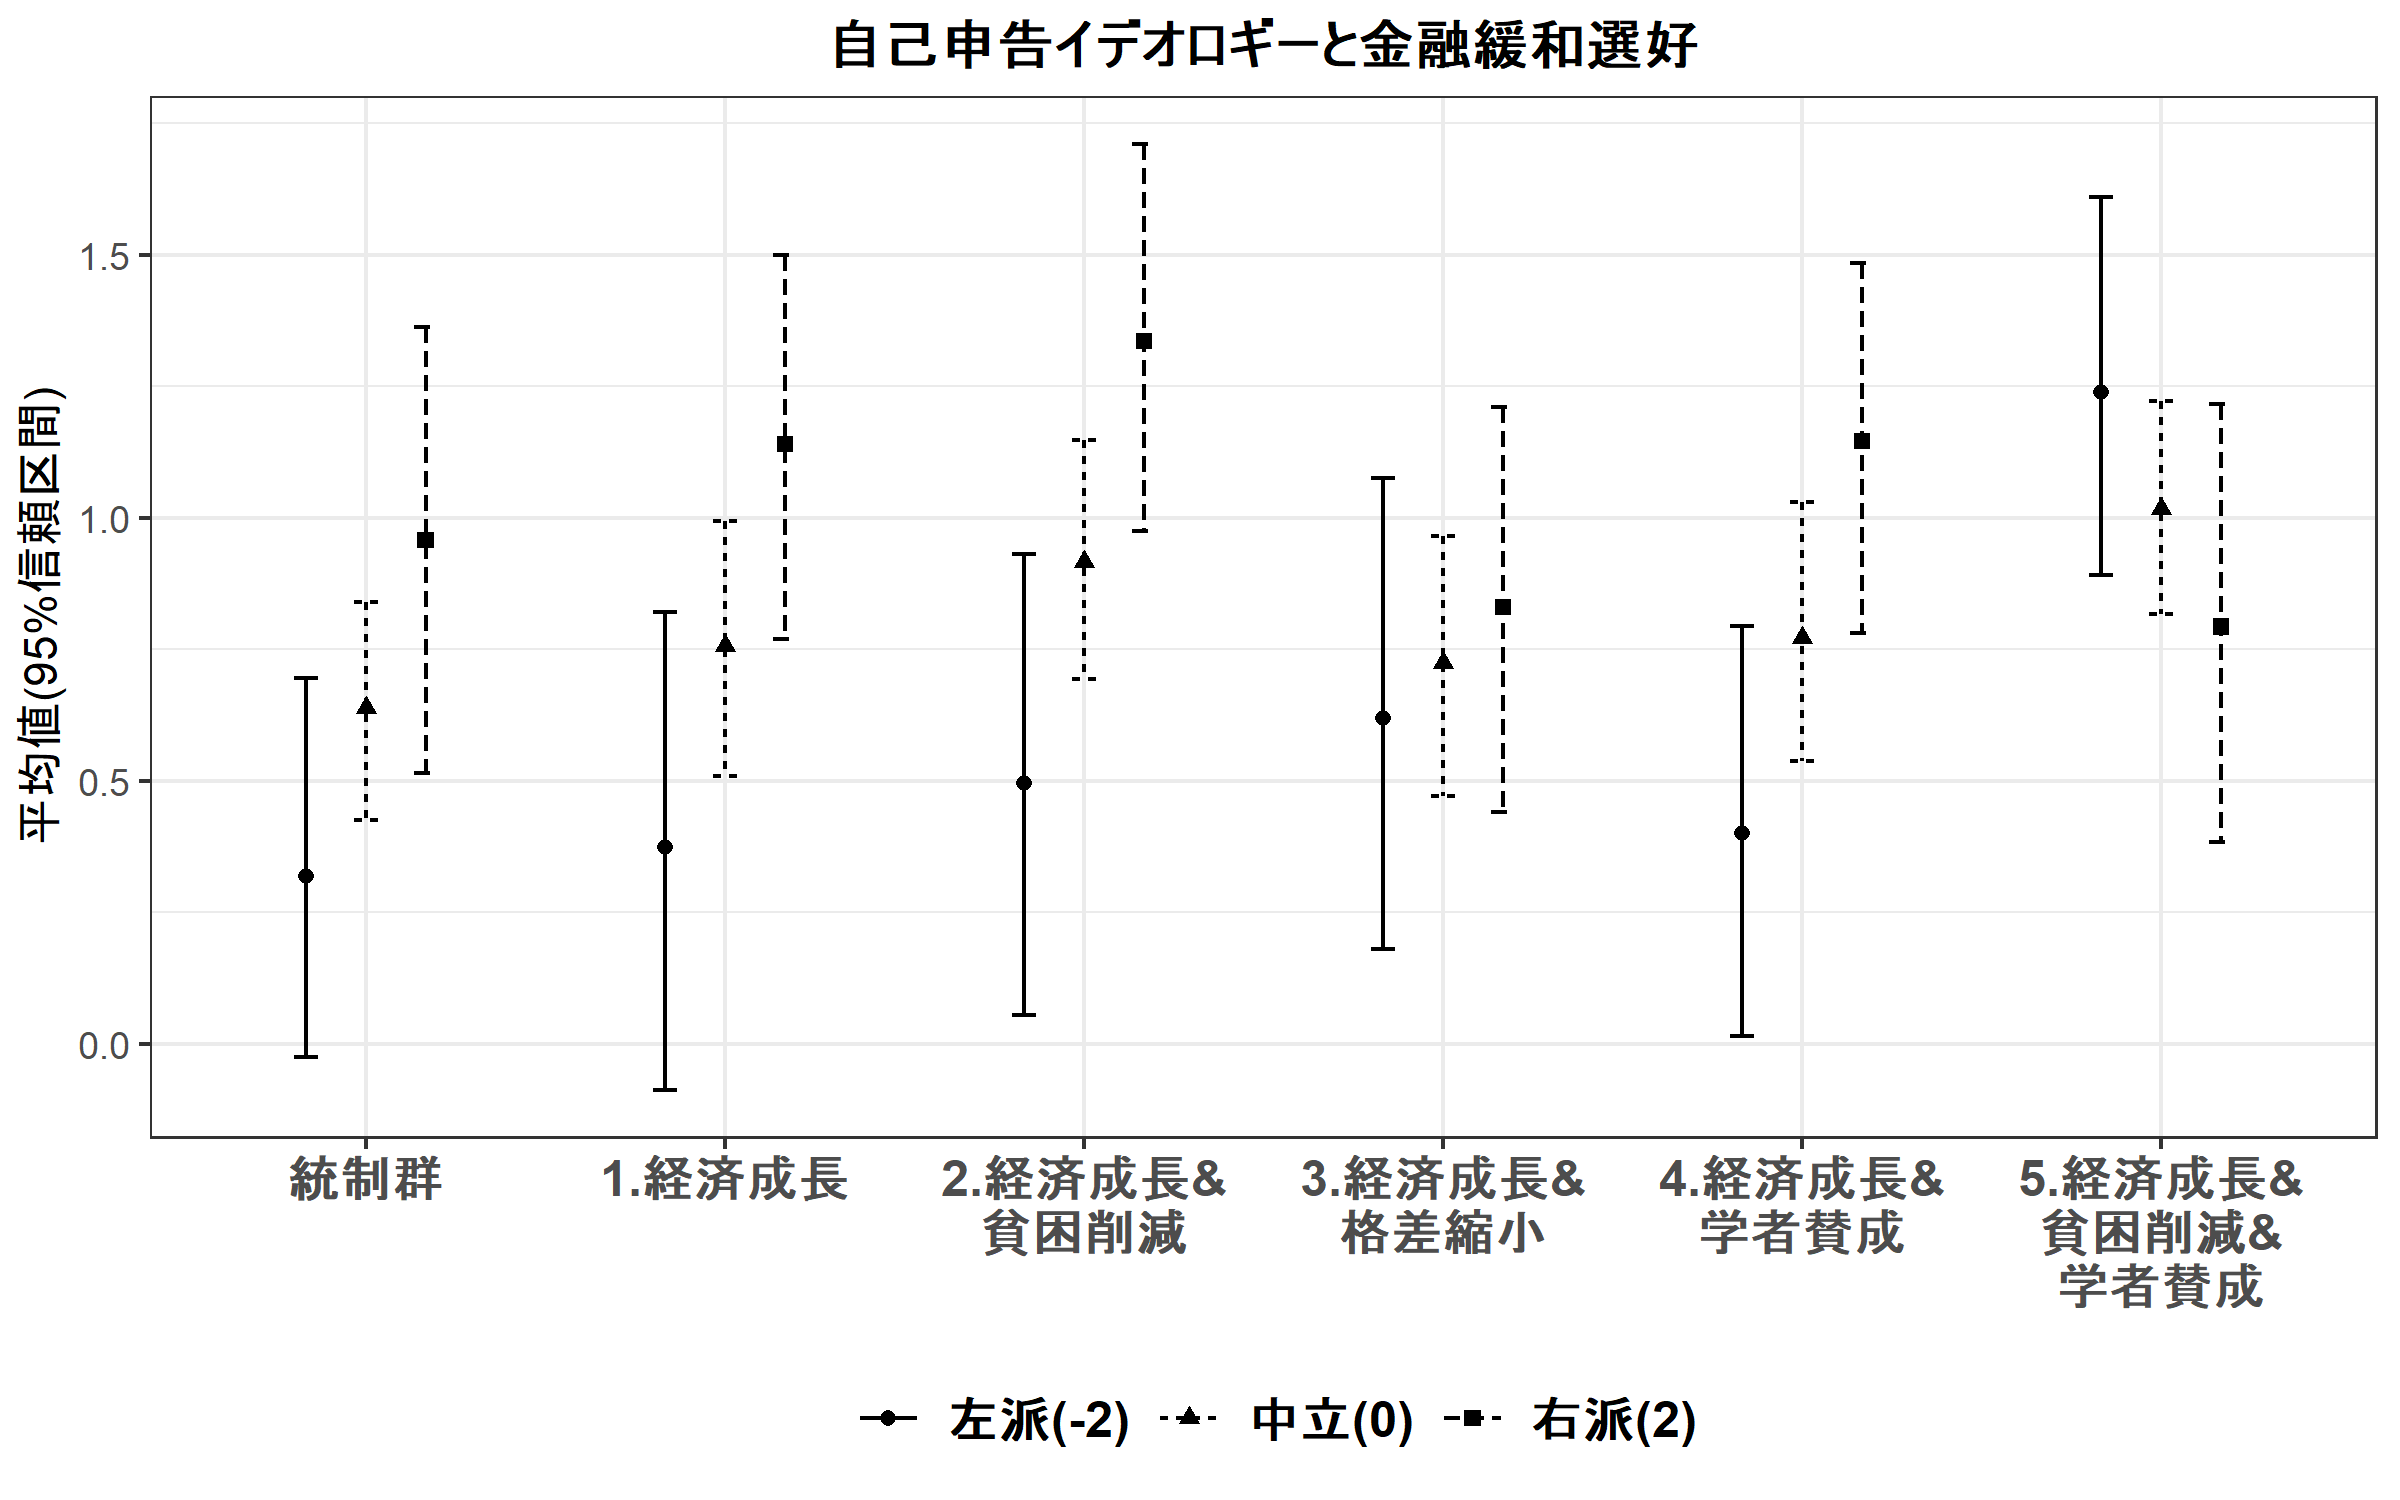 自己申告イデオロギーと金融緩和選好
平均値(95%信頼区間)
1.5
1.0
0.5
0.0
統制群
1.経済成長
2.経済成長&
貧困削減
3.経済成長&
格差縮小
4.経済成長&
学者賛成
5.経済成長&
貧困削減&
学者賛成
左派(-2) 中立(0) 右派(2)